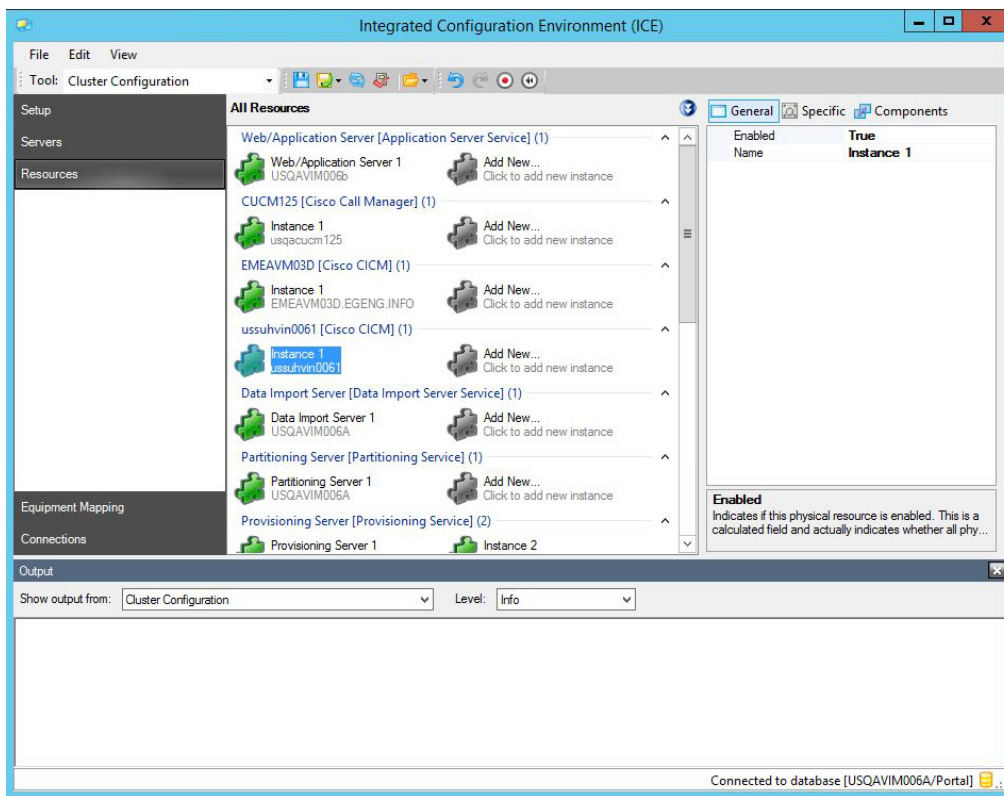 Integrated Configuration Environment (ICE)
File Edit View
Tool: Cluster Configuration
Setup
Servers
Resources
Equipment Mapping
Connections
All Resources
Web/Application Server [Application Server Service] (1)
Web/Application Server 1
USQAVIM006b
Add New...
Click to add new instance
CUCM125 [Cisco Call Manager] (1)
Instance 1
usqacucm125
Add New...
Click to add new instance
EMEAVM03D [Cisco CICM] (1)
Instance 1
EMEAVM03D.EGENG.INFO
Add New...
Click to add new instance
ussuhvin0061 [Cisco CICM] (1)
Instance 1
ussuhvin0061
Add New...
Click to add new instance
Data Import Server [Data Import Server Service] (1)
Data Import Server 1
USQAVIM006A
Add New...
Click to add new instance
Partitioning Server [Partitioning Service] (1)
Partitioning Server 1
USQAVIM006A
Add New...
Click to add new instance
Provisioning Server [Provisioning Service] (2)
Provisioning Server 1
Instance 2
General Specific Components
Enabled True
Name Instance 1
Enabled
Indicates if this physical resource is enabled. This is a
calculated field and actually indicates whether all phy...
Output
Show output from: Cluster Configuration Level: Info
Connected to database [USQAVIM006A/Portal]